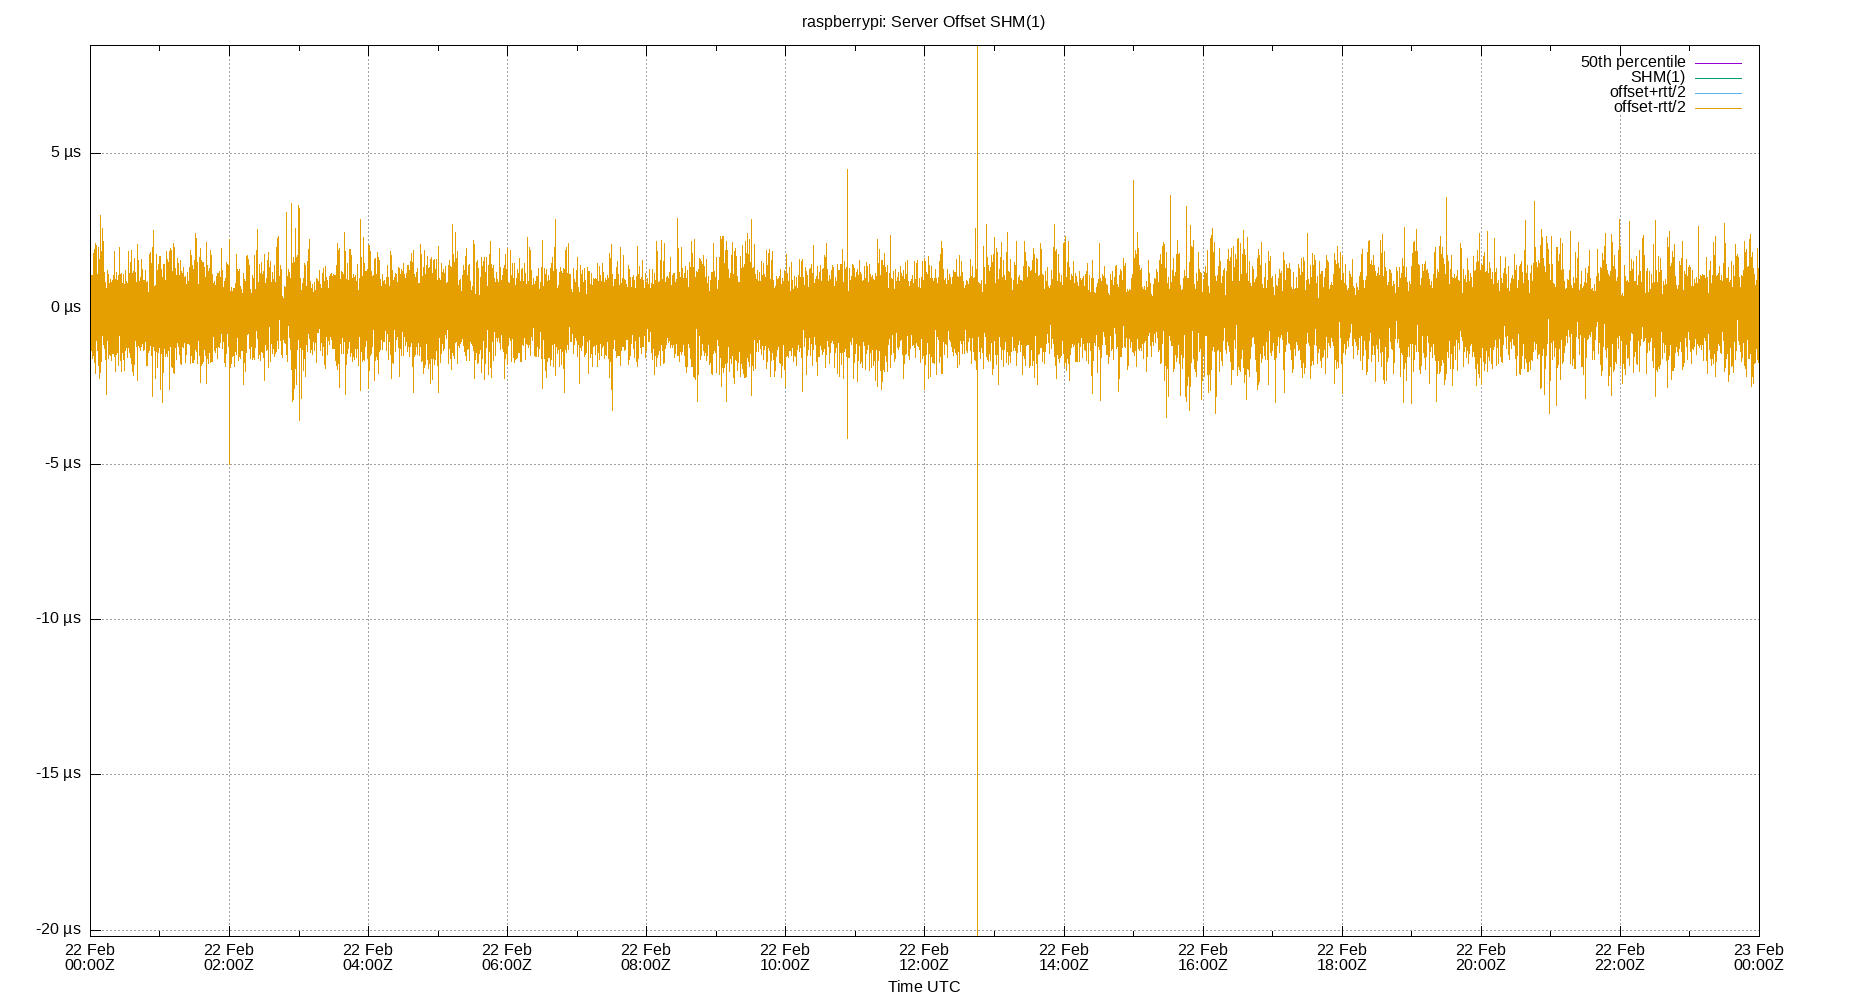 raspberrypi: Server Offset SHM(1)
50th percentile
SHM(1)
offset+rtt/2
offset-rtt/2
5 µs
0 µs
-5 µs
-10 µs
-15 µs
-20 µs
22 Feb 22 Feb 22 Feb 22 Feb 22 Feb 22 Feb 22 Feb 22 Feb 22 Feb 22 Feb 22 Feb 22 Feb 23 Feb
00:00Z 02:00Z 04:00Z 06:00Z 08:00Z 10:00Z 12:00Z 14:00Z 16:00Z 18:00Z 20:00Z 22:00Z 00:00Z
Time UTC